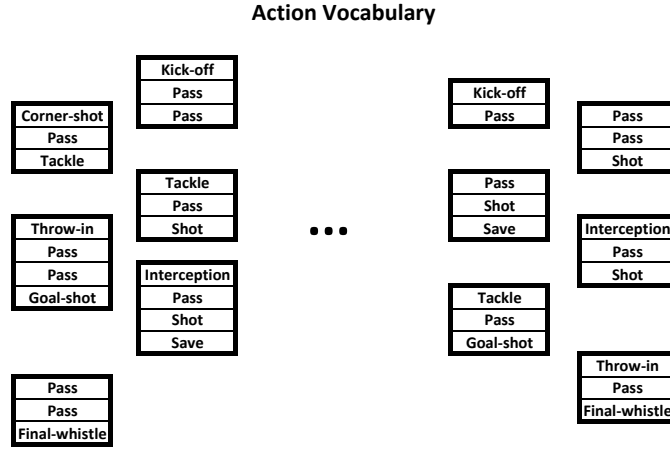 Action Vocabulary
Corner-shot
Pass
Tackle
Throw-in
Pass
Pass
Goal-shot
Pass
Pass
Final-whistle
Kick-off
Pass
Pass
Tackle
Pass
Shot
Interception
Pass
Shot
Save
...
Kick-off
Pass
Pass
Shot
Save
Tackle
Pass
Goal-shot
Pass
Pass
Shot
Interception
Pass
Shot
Throw-in
Pass
Final-whistle